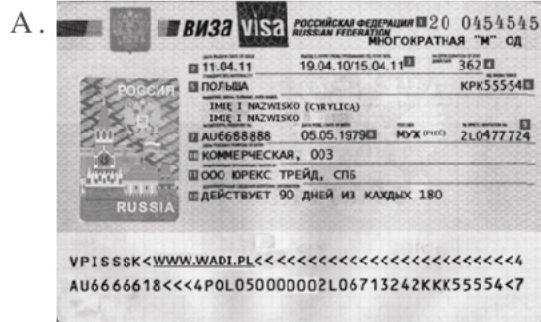 A.
ВИЗА VISA РОССИЙСКАЯ ФЕДЕРАЦИЯ 20 0454545
RUSSIAN FEDERATION
МНОГОКРАТНАЯ "М" ОД
11.04.11 19.04.10/15.04.11 362
ПОЛЬША КРК55554
IMIĘ I NAZWISKO (CYRYLICA)
IMIĘ I NAZWISKO
AU6688888 05.05.1979 МУЖ 2L0477724
КОММЕРЧЕСКАЯ, 003
ООО ЮРЕКС ТРЕЙД, СПБ
ДЕЙСТВУЕТ 90 ДНЕЙ ИЗ КАЖДЫХ 180
РОССИЯ
RUSSIA
VPISSSK<WWW.WADI.PL<<<<<<<<<<<<<<<<<<<<<<<<<4
AU6666618<<<4POL050000002L06713242KKK55554<7